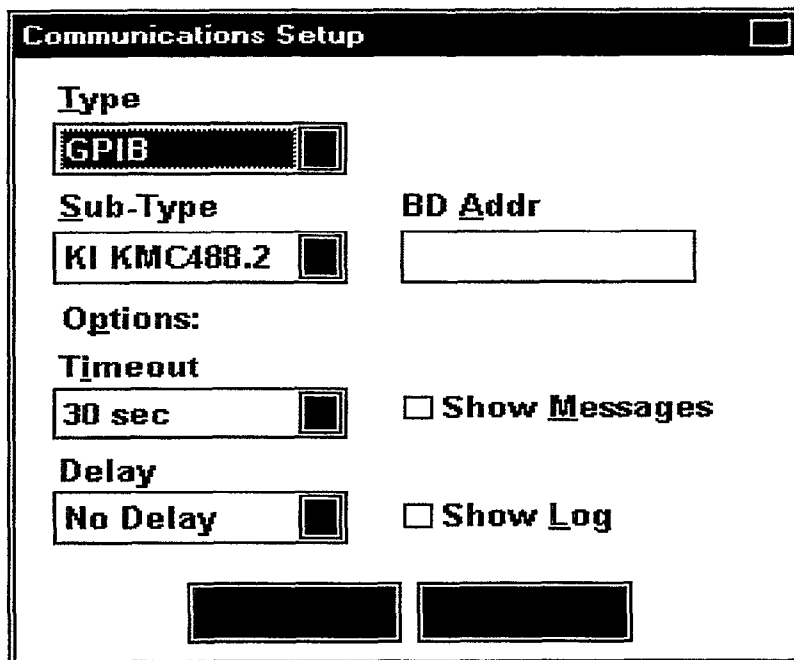 Communications Setup
Type
GPIB
Sub-Type
BD Addr
KI KMC488.2
Options:
Timeout
30 sec
Show Messages
Delay
No Delay
Show Log